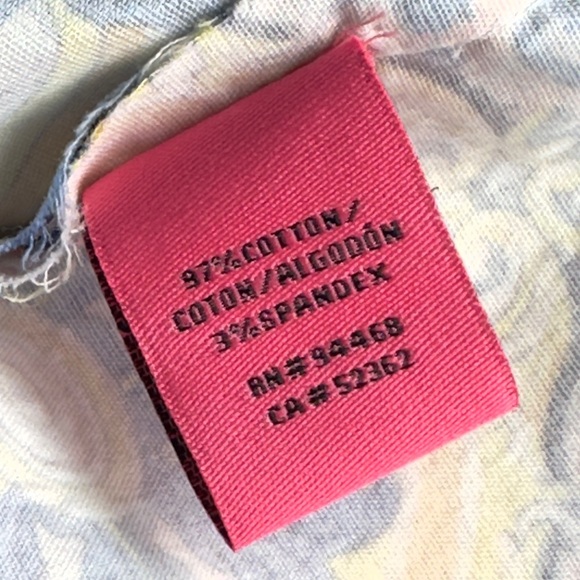 97%COTTON/
COTON/ALGODÓN
3%SPANDEX
RN#94468
CA#52362